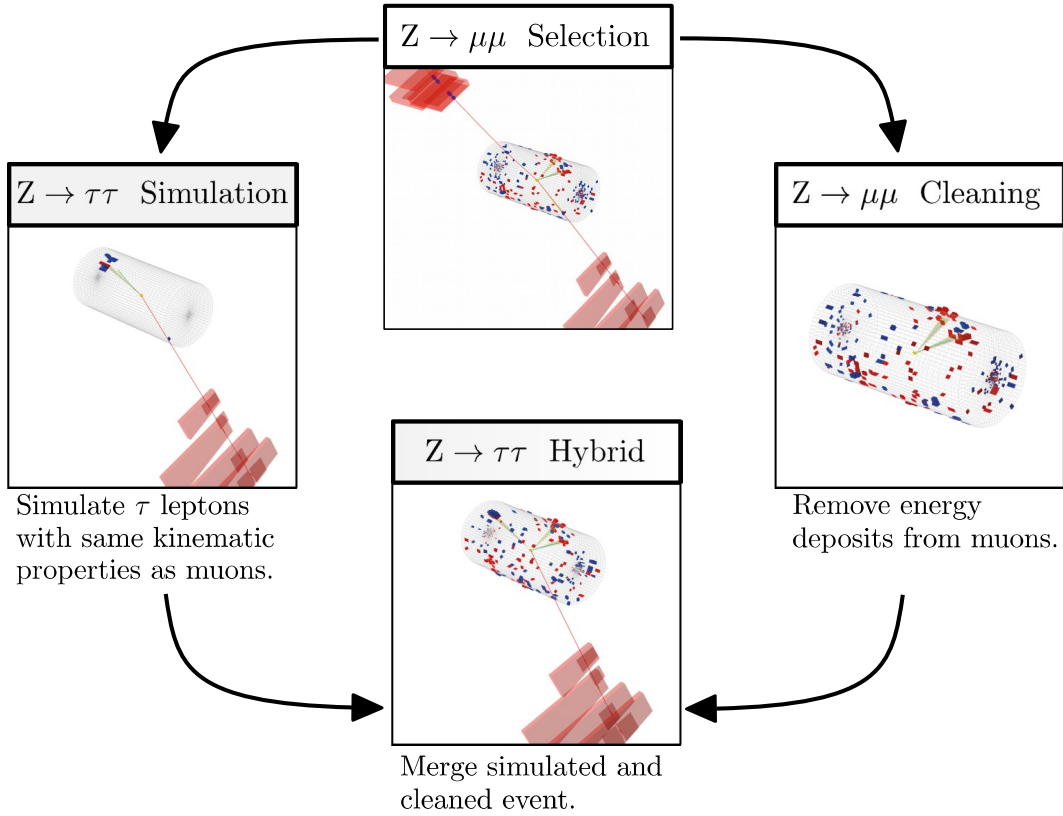 Z → μμ Selection
Z → ττ Simulation
Z → μμ Cleaning
Simulate τ leptons
with same kinematic
properties as muons.
Remove energy
deposits from muons.
Z → ττ Hybrid
Merge simulated and
cleaned event.